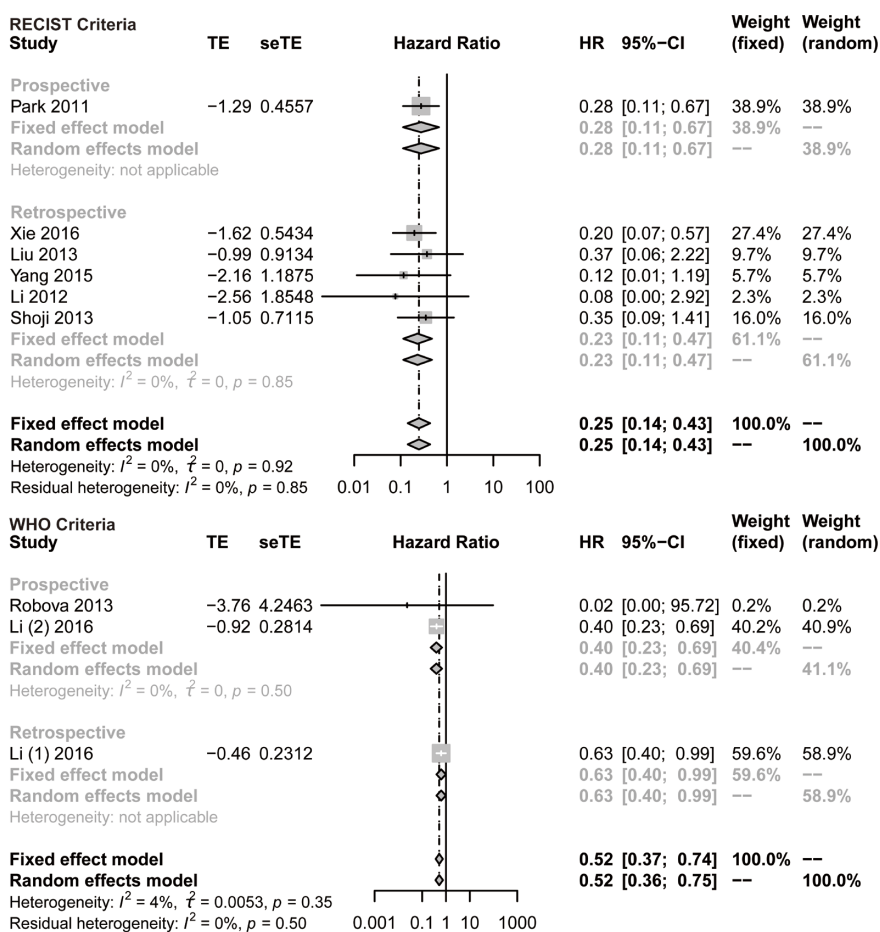 RECIST Criteria Weight Weight
Study TE seTE Hazard Ratio HR 95%−CI (fixed) (random)
Prospective
Park 2011 −1.29 0.4557 0.28 [0.11; 0.67] 38.9% 38.9%
Fixed effect model 0.28 [0.11; 0.67] 38.9% −−
Random effects model 0.28 [0.11; 0.67] −− 38.9%
Heterogeneity: not applicable
Retrospective
Xie 2016 −1.62 0.5434 0.20 [0.07; 0.57] 27.4% 27.4%
Liu 2013 −0.99 0.9134 0.37 [0.06; 2.22] 9.7% 9.7%
Yang 2015 −2.16 1.1875 0.12 [0.01; 1.19] 5.7% 5.7%
Li 2012 −2.56 1.8548 0.08 [0.00; 2.92] 2.3% 2.3%
Shoji 2013 −1.05 0.7115 0.35 [0.09; 1.41] 16.0% 16.0%
Fixed effect model 0.23 [0.11; 0.47] 61.1% −−
Random effects model 0.23 [0.11; 0.47] −− 61.1%
Heterogeneity: I² = 0%, τ² = 0, p = 0.85
Fixed effect model 0.25 [0.14; 0.43] 100.0% −−
Random effects model 0.25 [0.14; 0.43] −− 100.0%
Heterogeneity: I² = 0%, τ² = 0, p = 0.92
Residual heterogeneity: I² = 0%, p = 0.85 0.01 0.1 1 10 100
WHO Criteria Weight Weight
Study TE seTE Hazard Ratio HR 95%−CI (fixed) (random)
Prospective
Robova 2013 −3.76 4.2463 0.02 [0.00; 95.72] 0.2% 0.2%
Li (2) 2016 −0.92 0.2814 0.40 [0.23; 0.69] 40.2% 40.9%
Fixed effect model 0.40 [0.23; 0.69] 40.4% −−
Random effects model 0.40 [0.23; 0.69] −− 41.1%
Heterogeneity: I² = 0%, τ² = 0, p = 0.50
Retrospective
Li (1) 2016 −0.46 0.2312 0.63 [0.40; 0.99] 59.6% 58.9%
Fixed effect model 0.63 [0.40; 0.99] 59.6% −−
Random effects model 0.63 [0.40; 0.99] −− 58.9%
Heterogeneity: not applicable
Fixed effect model 0.52 [0.37; 0.74] 100.0% −−
Random effects model 0.52 [0.36; 0.75] −− 100.0%
Heterogeneity: I² = 4%, τ² = 0.0053, p = 0.35
Residual heterogeneity: I² = 0%, p = 0.50 0.001 0.1 1 10 1000